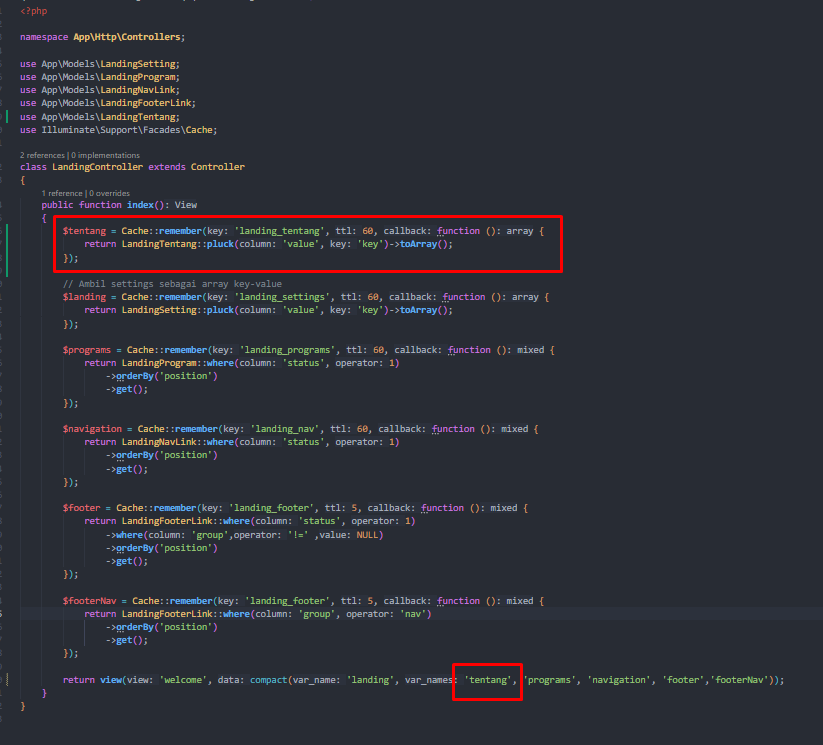 <?php
namespace App\Http\Controllers;
use App\Models\LandingSetting;
use App\Models\LandingProgram;
use App\Models\LandingNavLink;
use App\Models\LandingFooterLink;
use App\Models\LandingTentang;
use Illuminate\Support\Facades\Cache;
2 references | 0 implementations
class LandingController extends Controller
{
1 reference | 0 overrides
public function index(): View
{
$tentang = Cache::remember(key: 'landing_tentang', ttl: 60, callback: function (): array {
return LandingTentang::pluck(column: 'value', key: 'key')->toArray();
});
// Ambil settings sebagai array key-value
$landing = Cache::remember(key: 'landing_settings', ttl: 60, callback: function (): array {
return LandingSetting::pluck(column: 'value', key: 'key')->toArray();
});
$programs = Cache::remember(key: 'landing_programs', ttl: 60, callback: function (): mixed {
return LandingProgram::where(column: 'status', operator: 1)
->orderBy('position')
->get();
});
$navigation = Cache::remember(key: 'landing_nav', ttl: 60, callback: function (): mixed {
return LandingNavLink::where(column: 'status', operator: 1)
->orderBy('position')
->get();
});
$footer = Cache::remember(key: 'landing_footer', ttl: 5, callback: function (): mixed {
return LandingFooterLink::where(column: 'status', operator: 1)
->where(column: 'group',operator: '!=' ,value: NULL)
->orderBy('position')
->get();
});
$footerNav = Cache::remember(key: 'landing_footer', ttl: 5, callback: function (): mixed {
return LandingFooterLink::where(column: 'group', operator: 'nav')
->orderBy('position')
->get();
});
return view(view: 'welcome', data: compact(var_name: 'landing', var_names: 'tentang', 'programs', 'navigation', 'footer','footerNav'));
}
}